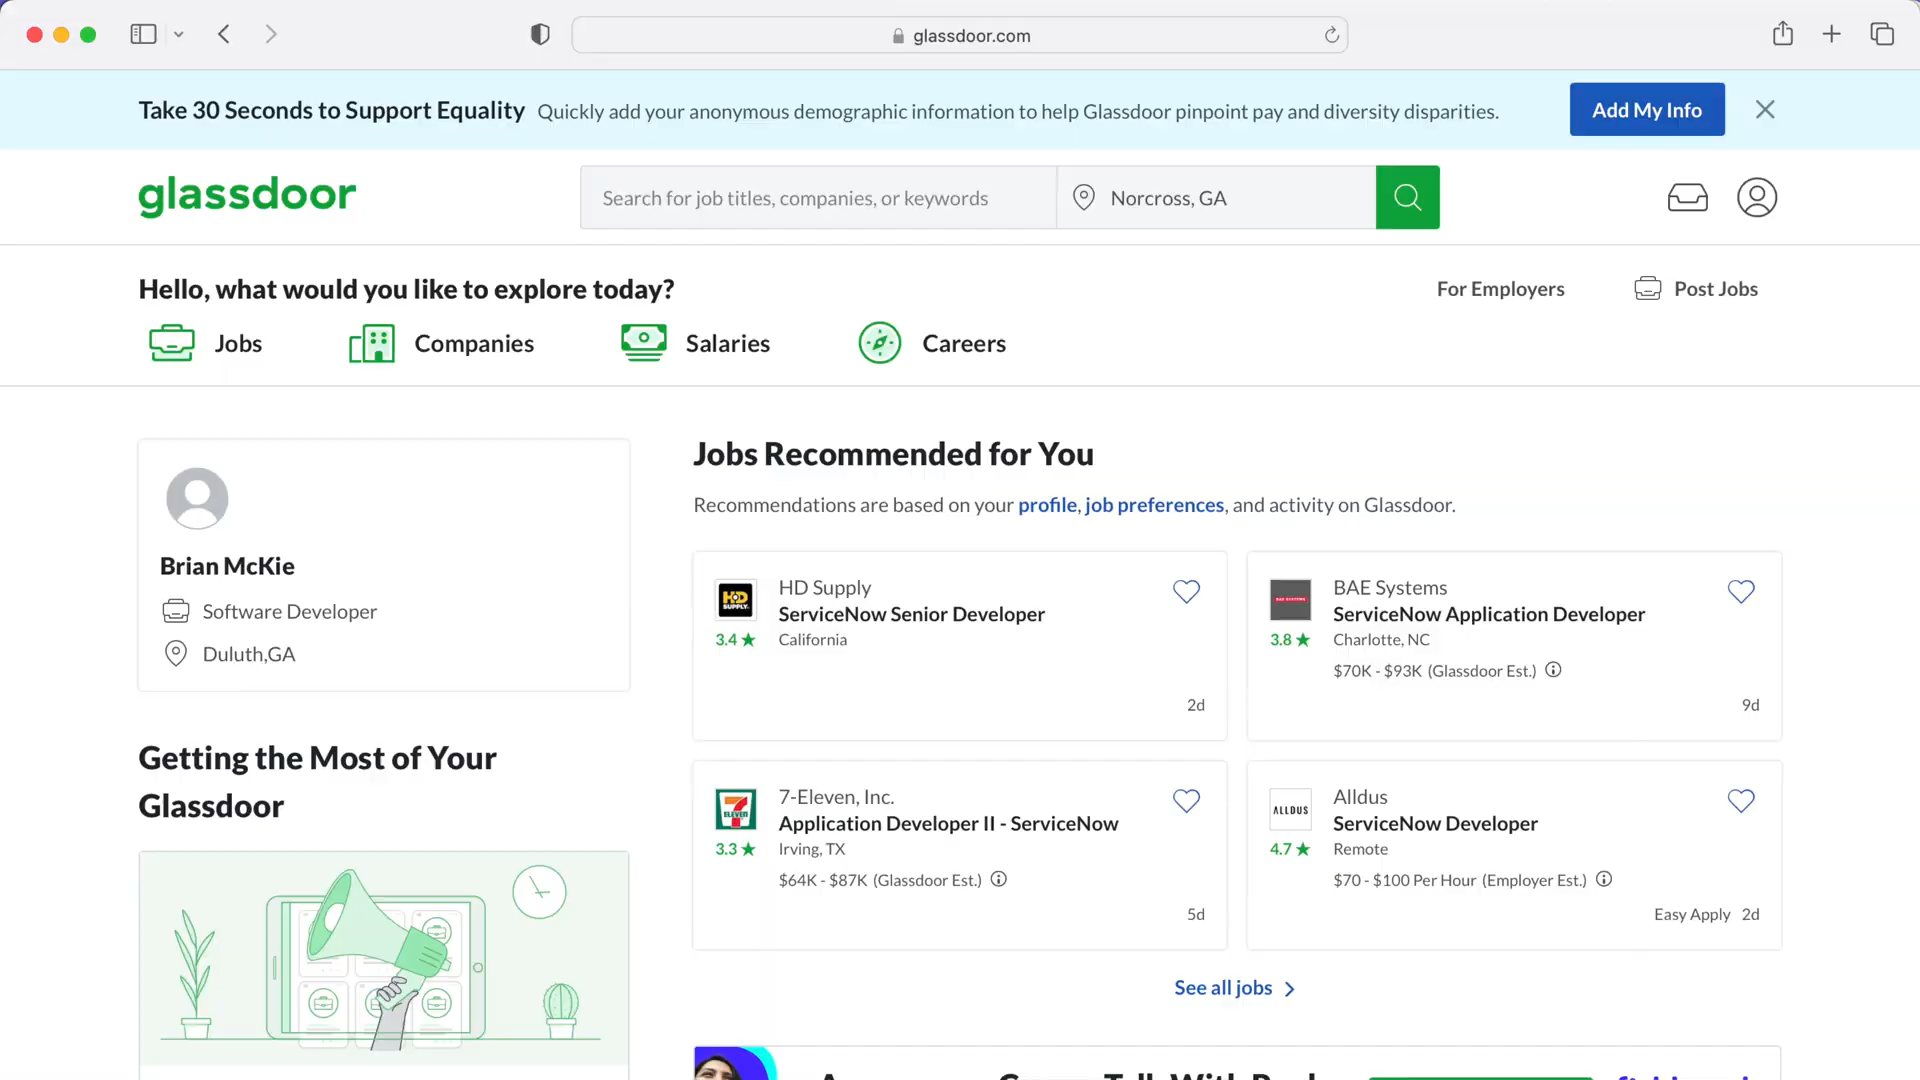 glassdoor.com
Take 30 Seconds to Support Equality Quickly add your anonymous demographic information to help Glassdoor pinpoint pay and diversity disparities.
Add My Info
glassdoor
Search for job titles, companies, or keywords
Norcross, GA
Hello, what would you like to explore today?
For Employers
Post Jobs
Jobs
Companies
Salaries
Careers
Brian McKie
Software Developer
Duluth,GA
Getting the Most of Your
Glassdoor
Jobs Recommended for You
Recommendations are based on your profile, job preferences, and activity on Glassdoor.
HD SUPPLY.
HD Supply
ServiceNow Senior Developer
3.4 ★
California
2d
BAE SYSTEMS
BAE Systems
ServiceNow Application Developer
3.8 ★
Charlotte, NC
$70K - $93K (Glassdoor Est.)
9d
7 ELEVEN
7-Eleven, Inc.
Application Developer II - ServiceNow
3.3 ★
Irving, TX
$64K - $87K (Glassdoor Est.)
5d
ALLDUS
Alldus
ServiceNow Developer
4.7 ★
Remote
$70 - $100 Per Hour (Employer Est.)
Easy Apply 2d
See all jobs